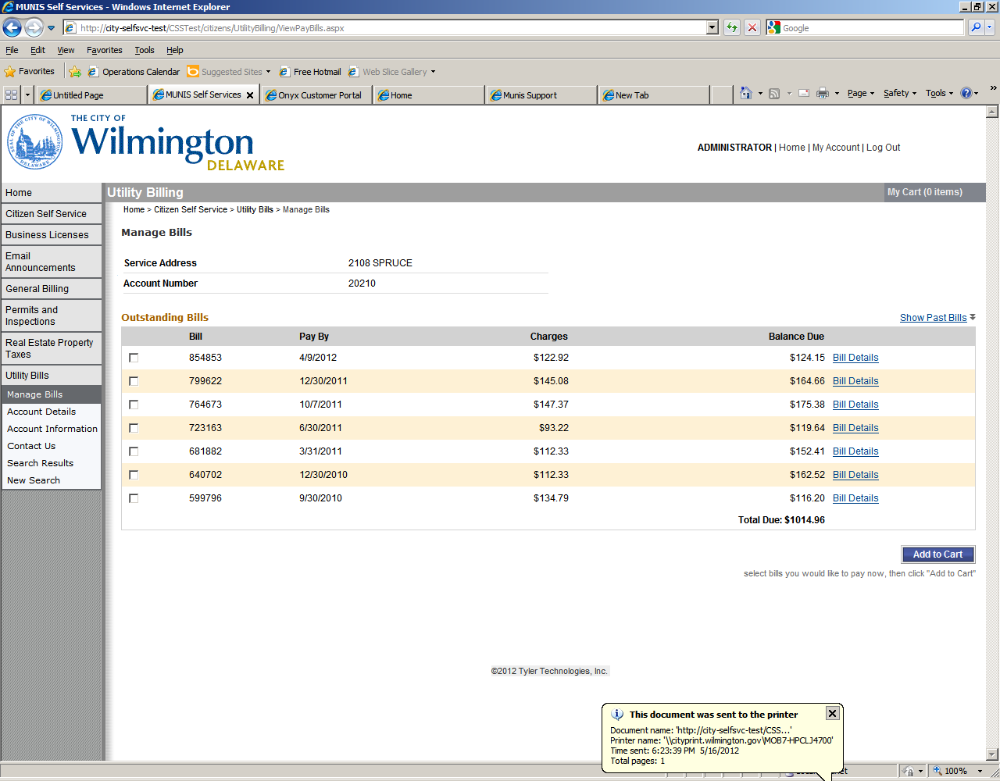 MUNIS Self Services - Windows Internet Explorer
http://city-selfsvc-test/CSSTest/citizens/UtilityBilling/ViewPayBills.aspx
Google
File Edit View Favorites Tools Help
Favorites Operations Calendar Suggested Sites Free Hotmail Web Slice Gallery
Untitled Page MUNIS Self Services Onyx Customer Portal Home Munis Support New Tab Page Safety Tools
THE CITY OF
Wilmington
DELAWARE
ADMINISTRATOR | Home | My Account | Log Out
Home
Citizen Self Service
Business Licenses
Email
Announcements
General Billing
Permits and
Inspections
Real Estate Property
Taxes
Utility Bills
Manage Bills
Account Details
Account Information
Contact Us
Search Results
New Search
Utility Billing My Cart (0 items)
Home > Citizen Self Service > Utility Bills > Manage Bills
Manage Bills
Service Address 2108 SPRUCE
Account Number 20210
Outstanding Bills Show Past Bills
Bill Pay By Charges Balance Due
854853 4/9/2012 $122.92 $124.15 Bill Details
799622 12/30/2011 $145.08 $164.66 Bill Details
764673 10/7/2011 $147.37 $175.38 Bill Details
723163 6/30/2011 $93.22 $119.64 Bill Details
681882 3/31/2011 $112.33 $152.41 Bill Details
640702 12/30/2010 $112.33 $162.52 Bill Details
599796 9/30/2010 $134.79 $116.20 Bill Details
Total Due: $1014.96
Add to Cart
select bills you would like to pay now, then click "Add to Cart"
©2012 Tyler Technologies, Inc.
This document was sent to the printer
Document name: 'http://city-selfsvc-test/CSS...'
Printer name: '\\cityprint.wilmington.gov\MOB7-HPCLJ4700'
Time sent: 6:23:39 PM 5/16/2012
Total pages: 1
100%